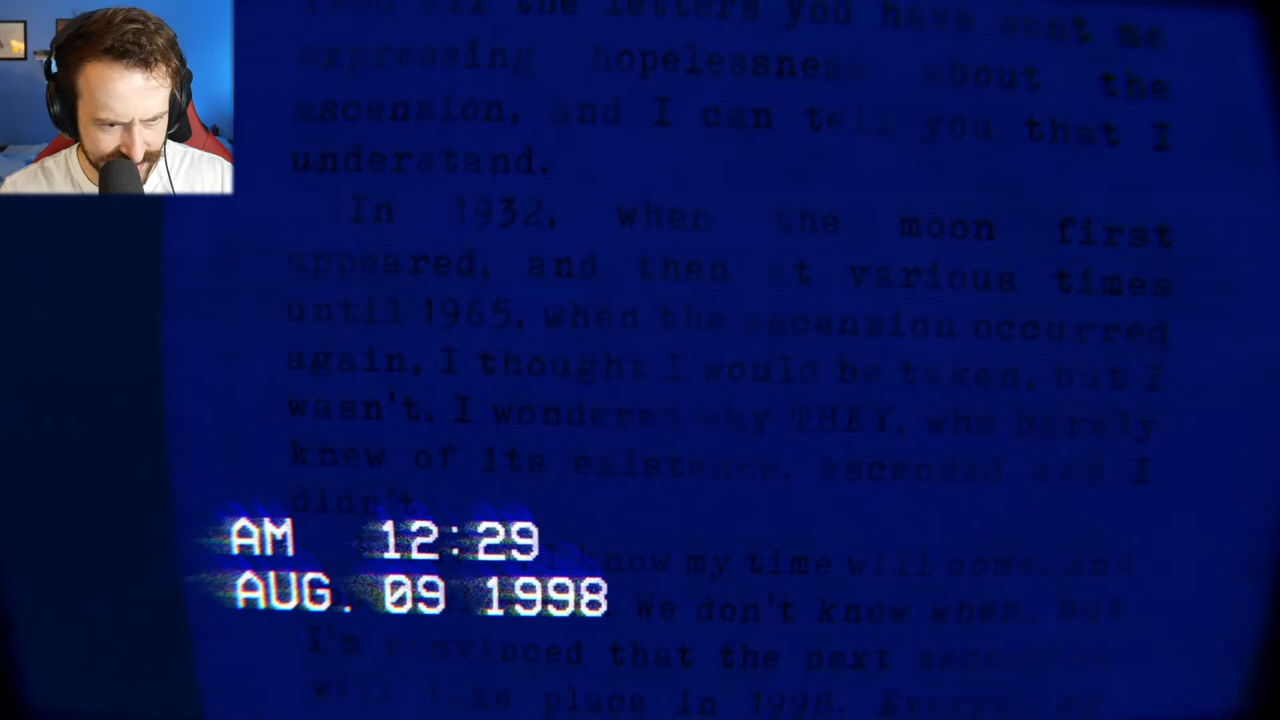 read all the letters you have sent me
expressing hopelessness about the
ascension, and I can tell you that I
understand.
In 1932, when the moon first
appeared, and then at various times
until 1965, when the ascension occurred
again, I thought I would be taken, but I
wasn't. I wondered why THEY, who barely
knew of its existence, ascended and I
didn't.
AM 12:29
I know my time will come, and
AUG. 09 1998
We don't know when, but
I'm convinced that the next ascension
will take place in 1998. Every